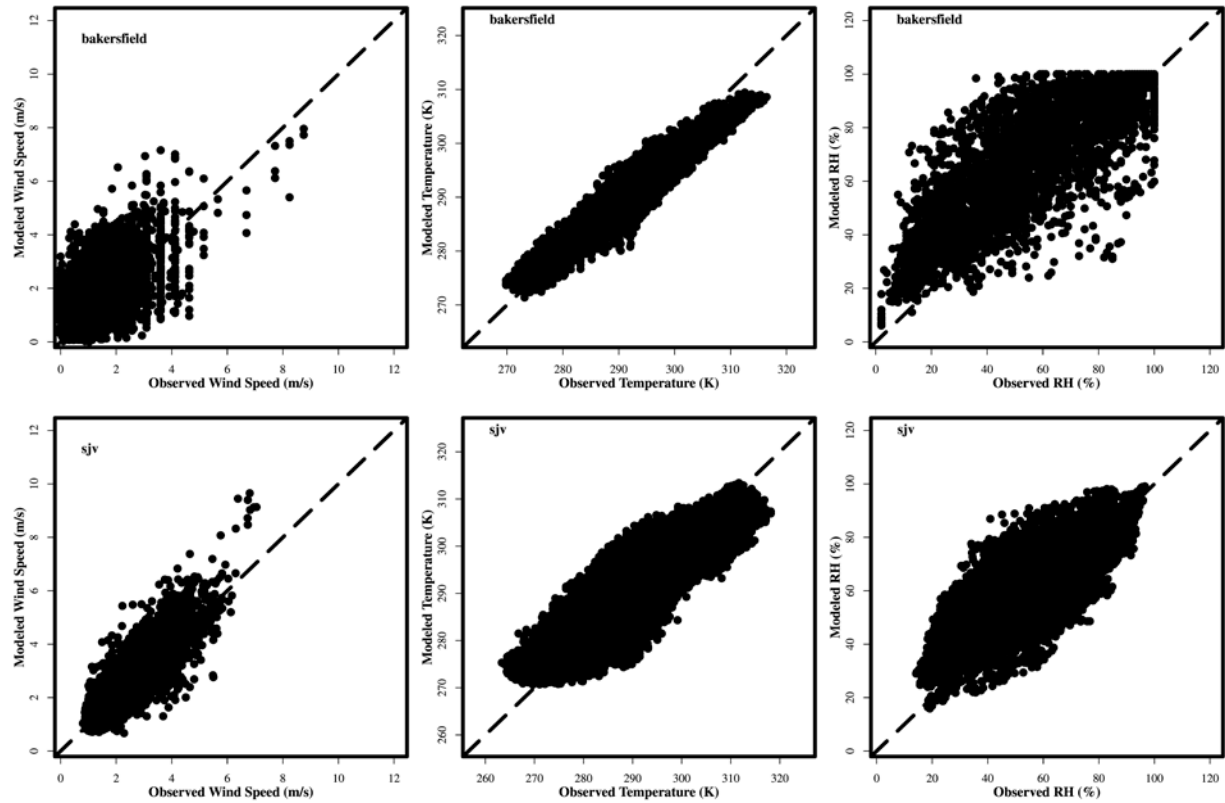 bakersfield
Modeled Wind Speed (m/s)
0 2 4 6 8 10 12
0 2 4 6 8 10 12
Observed Wind Speed (m/s)
bakersfield
Modeled Temperature (K)
270 280 290 300 310 320
270 280 290 300 310 320
Observed Temperature (K)
bakersfield
Modeled RH (%)
0 20 40 60 80 100 120
0 20 40 60 80 100 120
Observed RH (%)
sjv
Modeled Wind Speed (m/s)
0 2 4 6 8 10 12
0 2 4 6 8 10 12
Observed Wind Speed (m/s)
sjv
Modeled Temperature (K)
260 270 280 290 300 310 320
260 270 280 290 300 310 320
Observed Temperature (K)
sjv
Modeled RH (%)
0 20 40 60 80 100 120
0 20 40 60 80 100 120
Observed RH (%)